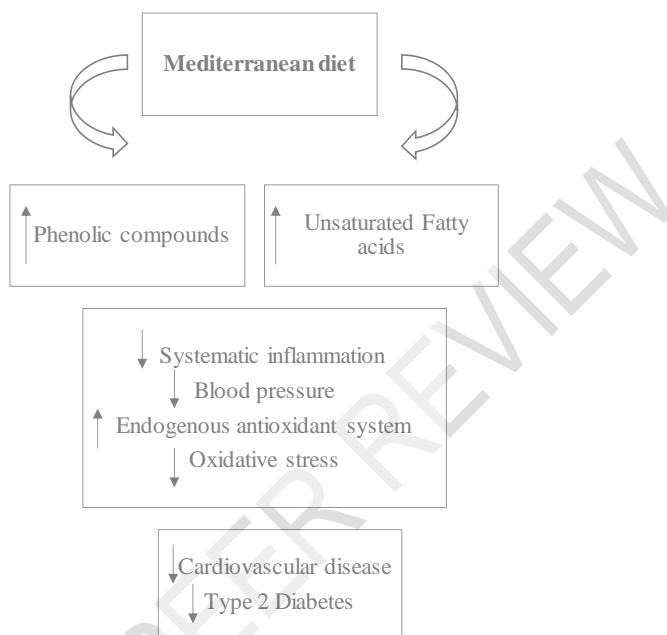 Mediterranean diet
Phenolic compounds
Unsaturated Fatty
acids
Systematic inflammation
Blood pressure
Endogenous antioxidant system
Oxidative stress
Cardiovascular disease
Type 2 Diabetes
PEER REVIEW